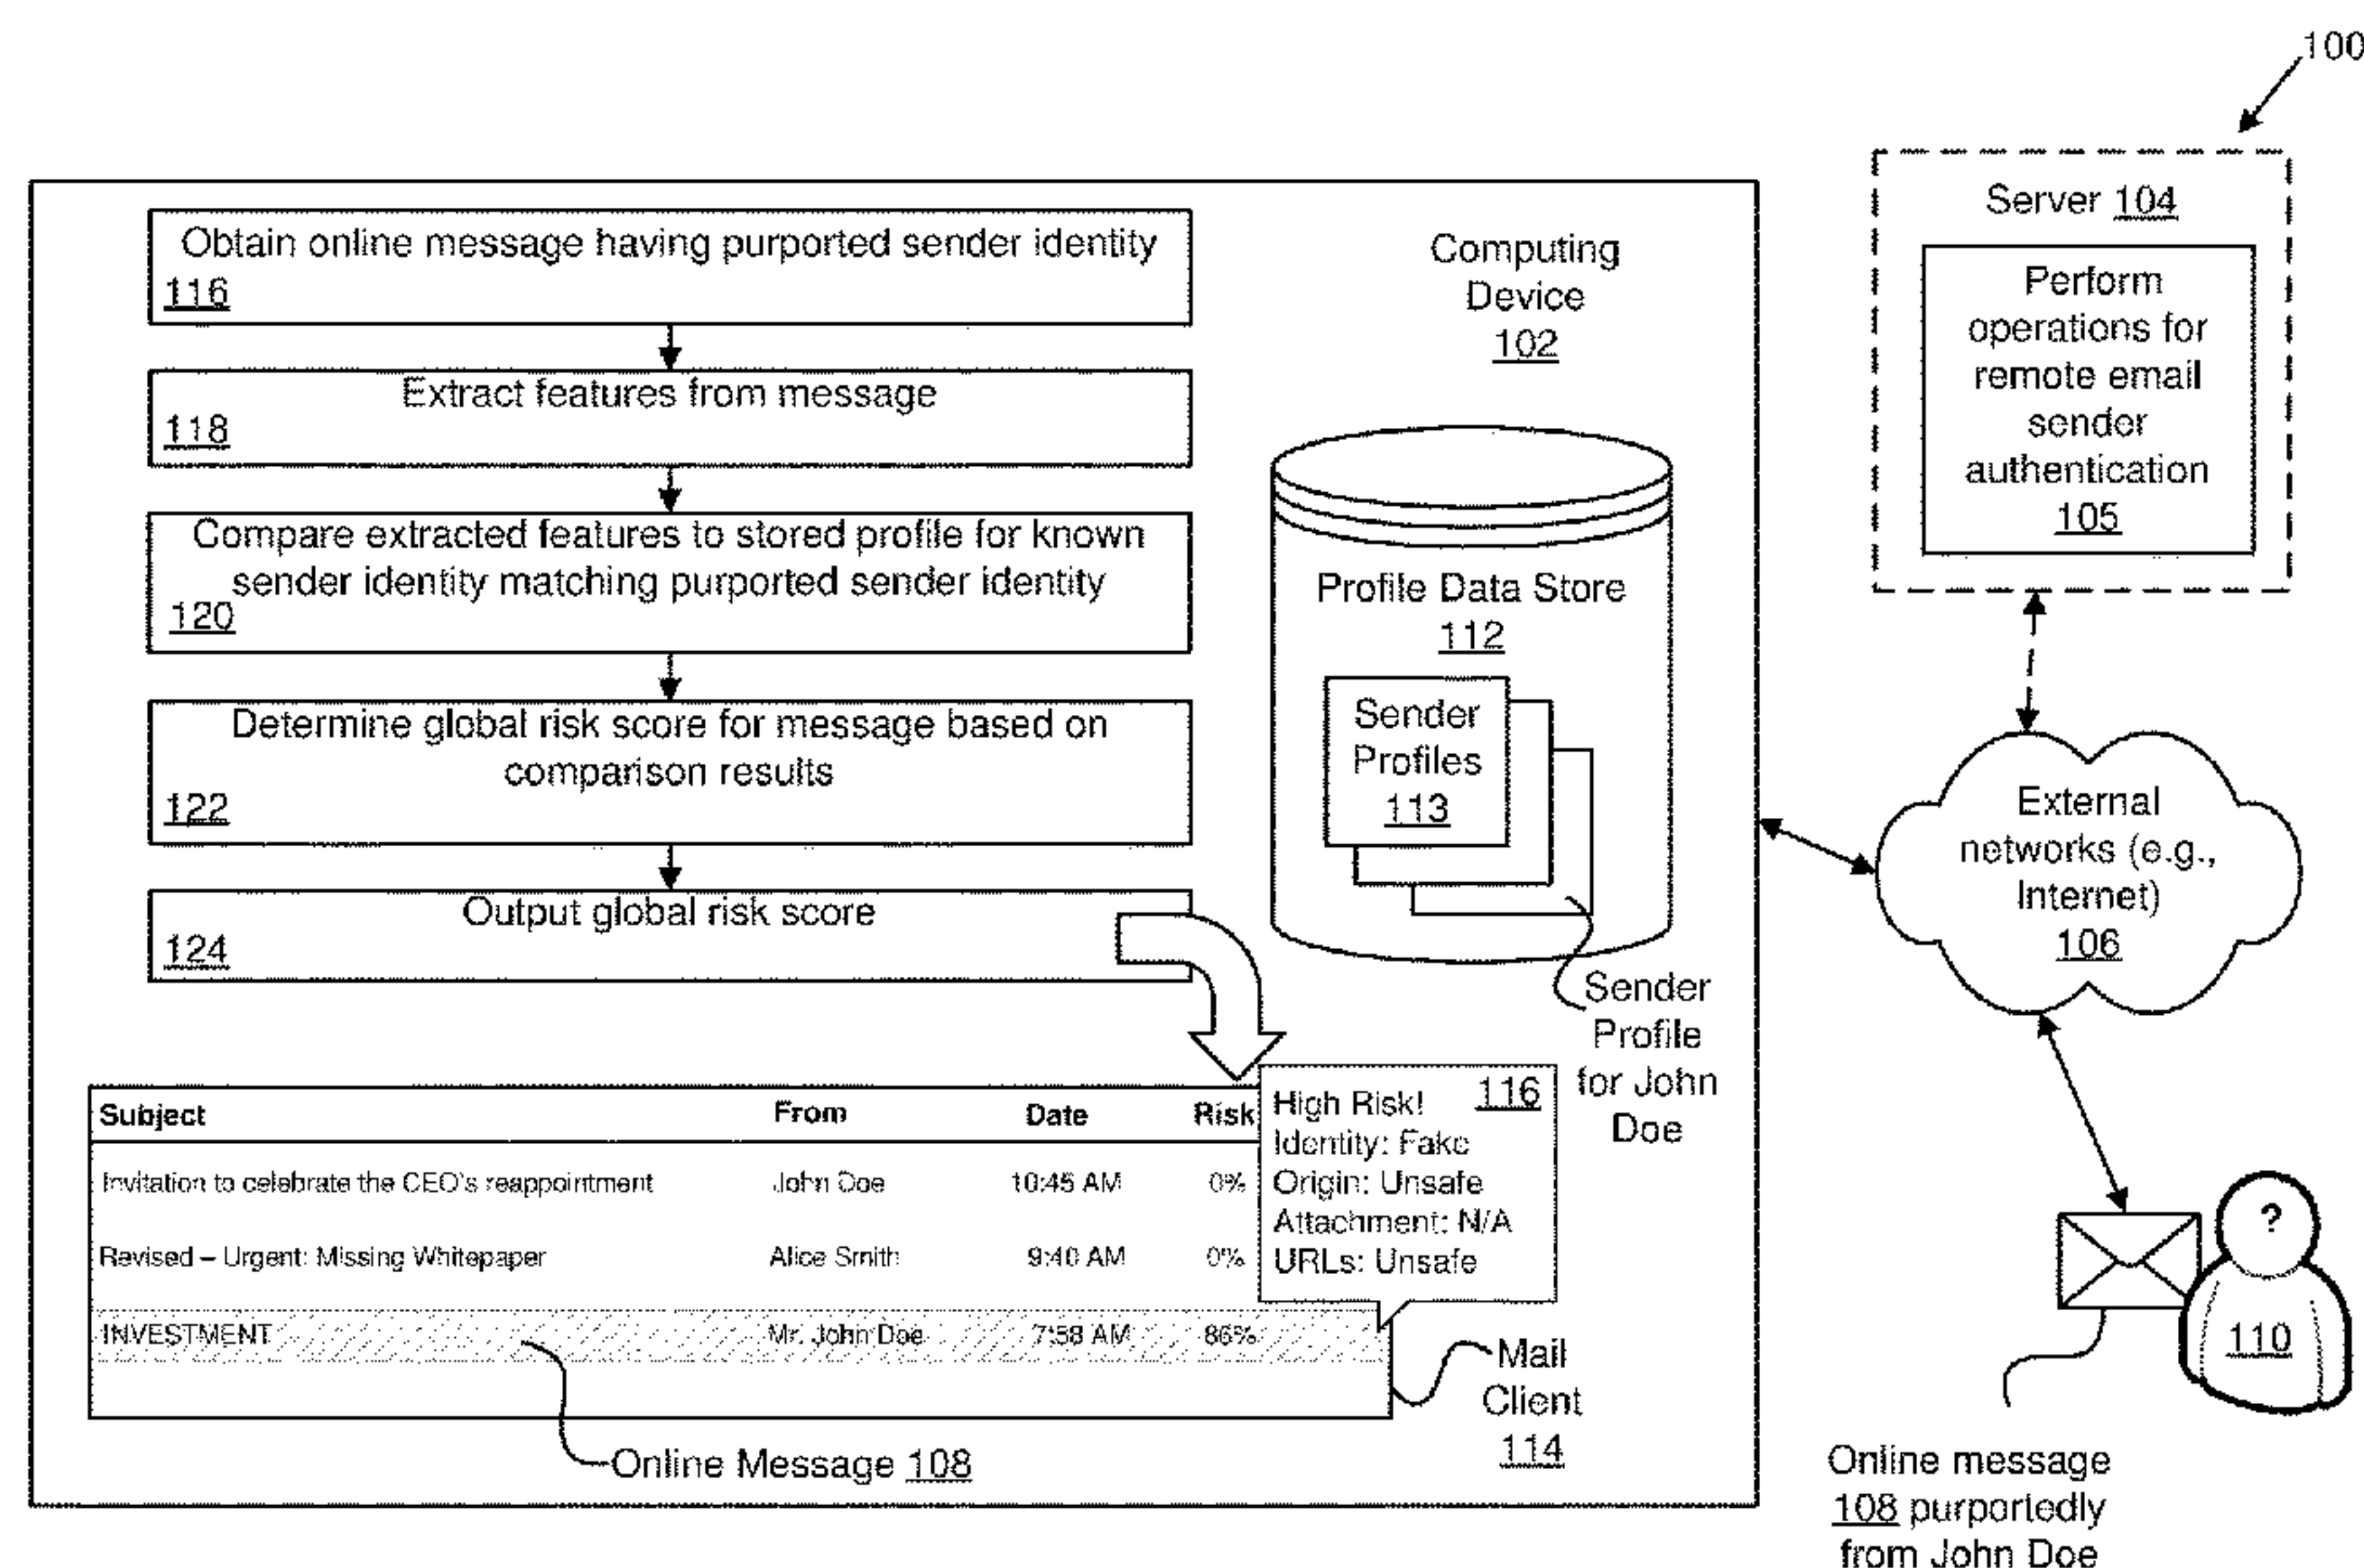 100
Server 104
Perform
operations for
remote email
sender
authentication
105
Obtain online message having purported sender identity
116
Extract features from message
118
Compare extracted features to stored profile for known
sender identity matching purported sender identity
120
Determine global risk score for message based on
comparison results
122
Output global risk score
124
Computing
Device
102
Profile Data Store
112
Sender
Profiles
113
Sender
Profile
for John
Doe
External
networks (e.g.,
Internet)
106
Subject From Date Risk
Invitation to celebrate the CEO's reappointment John Doe 10:45 AM 0%
Revised – Urgent: Missing Whitepaper Alice Smith 9:40 AM 0%
INVESTMENT Mr. John Doe 7:58 AM 86%
High Risk! 116
Identity: Fake
Origin: Unsafe
Attachment: N/A
URLs: Unsafe
Mail
Client
114
Online Message 108
?
110
Online message
108 purportedly
from John Doe